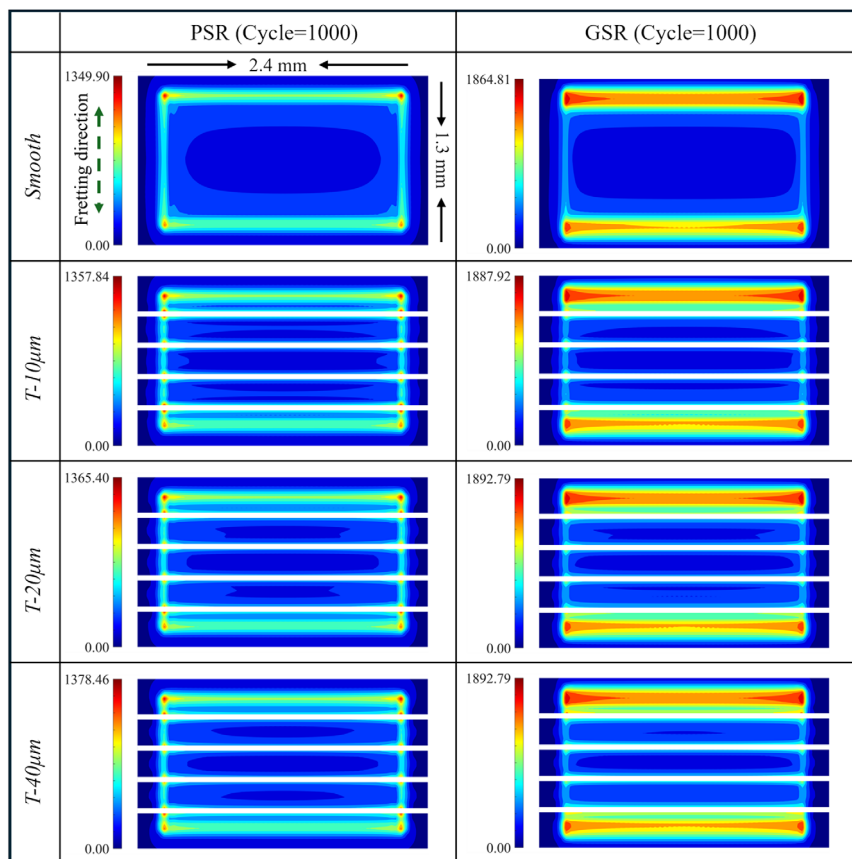 PSR (Cycle=1000)
GSR (Cycle=1000)
Smooth
1349.90
0.00
Fretting direction
2.4 mm
1.3 mm
1864.81
0.00
T-10μm
1357.84
0.00
1887.92
0.00
T-20μm
1365.40
0.00
1892.79
0.00
T-40μm
1378.46
0.00
1892.79
0.00